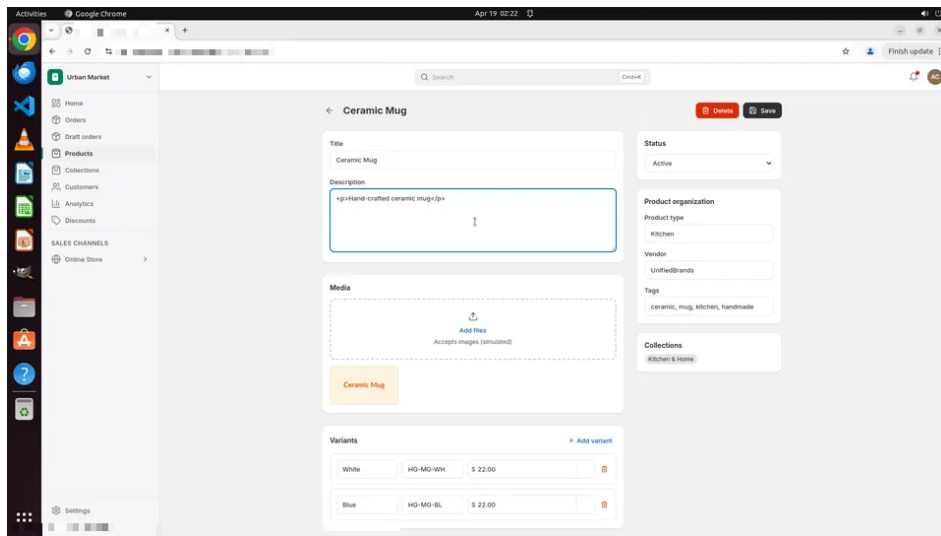 Activities
Google Chrome
Apr 19 02:22
Finish update
Urban Market
Search
Cmd+K
AC
Home
Orders
Draft orders
Products
Collections
Customers
Analytics
Discounts
SALES CHANNELS
Online Store
Settings
Ceramic Mug
Delete
Save
Title
Ceramic Mug
Description
<p>Hand-crafted ceramic mug</p>
Media
Add files
Accepts images (simulated)
Ceramic Mug
Variants
+ Add variant
White HG-MG-WH $ 22.00
Blue HG-MG-BL $ 22.00
Status
Active
Product organization
Product type
Kitchen
Vendor
UnifiedBrands
Tags
ceramic, mug, kitchen, handmade
Collections
Kitchen & Home